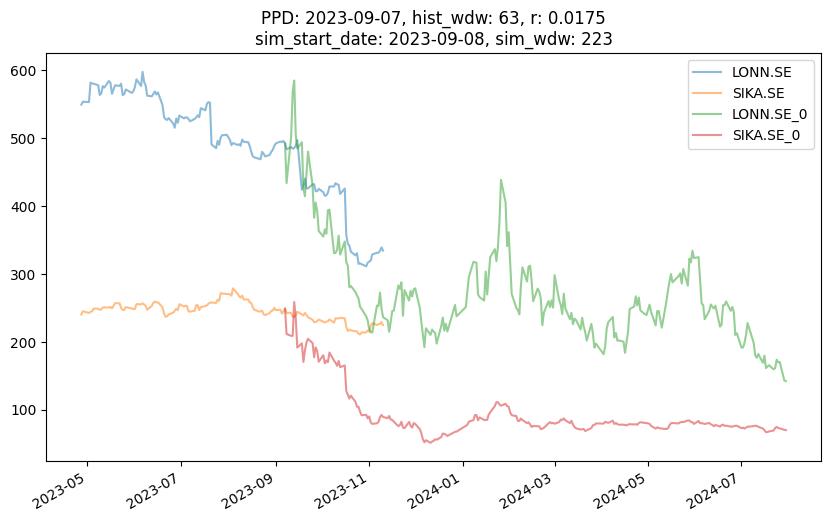 PPD: 2023-09-07, hist_wdw: 63, r: 0.0175
sim_start_date: 2023-09-08, sim_wdw: 223
LONN.SE
SIKA.SE
LONN.SE_0
SIKA.SE_0
600
500
400
300
200
100
2023-05
2023-07
2023-09
2023-11
2024-01
2024-03
2024-05
2024-07